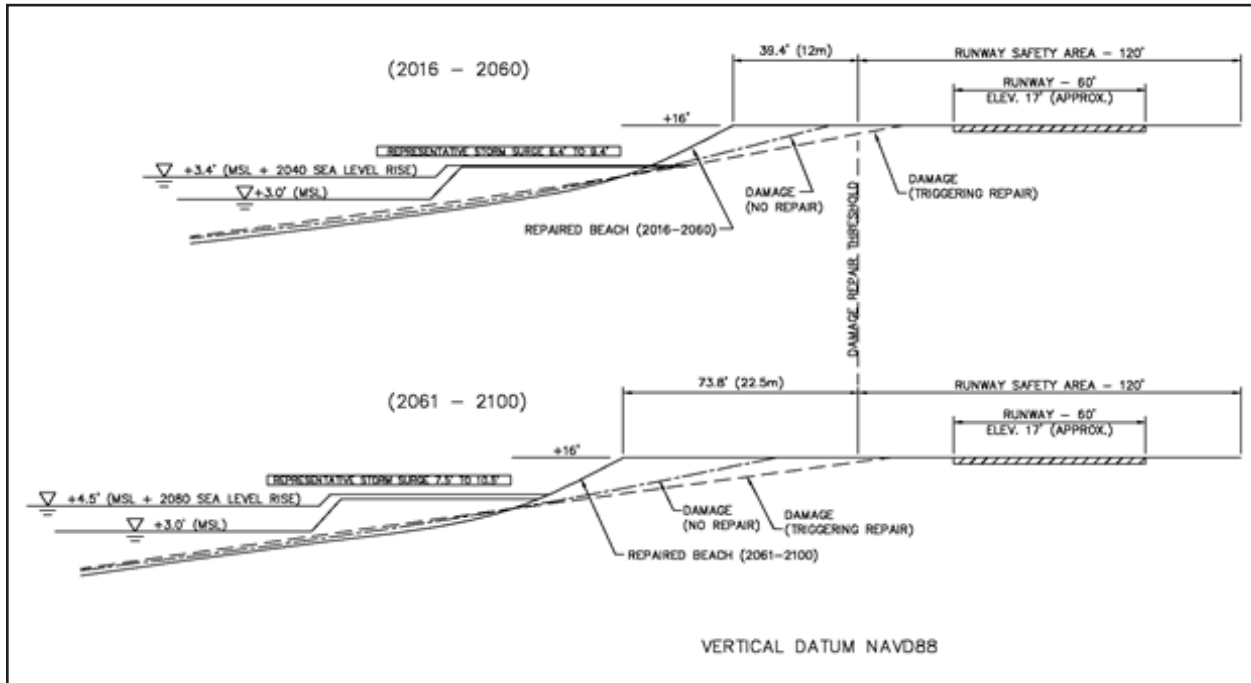 39.4' (12m)
RUNWAY SAFETY AREA - 120'
(2016 - 2060)
RUNWAY - 60'
ELEV. 17' (APPROX.)
+16'
REPRESENTATIVE STORM SURGE 6.4' TO 9.4'
+3.4' (MSL + 2040 SEA LEVEL RISE)
+3.0' (MSL)
DAMAGE
(NO REPAIR)
DAMAGE
(TRIGGERING REPAIR)
REPAIRED BEACH (2016-2060)
DAMAGE REPAIR THRESHOLD
73.8' (22.5m)
RUNWAY SAFETY AREA - 120'
(2061 - 2100)
RUNWAY - 60'
ELEV. 17' (APPROX.)
+16'
REPRESENTATIVE STORM SURGE 7.5' TO 10.5'
+4.5' (MSL + 2080 SEA LEVEL RISE)
+3.0' (MSL)
DAMAGE
(NO REPAIR)
DAMAGE
(TRIGGERING REPAIR)
REPAIRED BEACH (2061-2100)
VERTICAL DATUM NAVD88